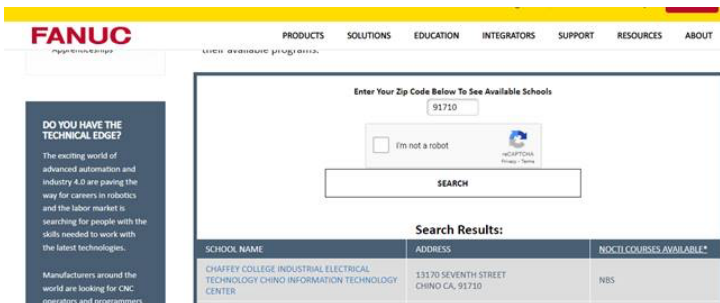 FANUC
PRODUCTS SOLUTIONS EDUCATION INTEGRATORS SUPPORT RESOURCES ABOUT
Apprenticeships
their available programs.
Enter Your Zip Code Below To See Available Schools
91710
I'm not a robot
reCAPTCHA
Privacy - Terms
SEARCH
Search Results:
SCHOOL NAME ADDRESS NOCTI COURSES AVAILABLE*
CHAFFEY COLLEGE INDUSTRIAL ELECTRICAL
TECHNOLOGY CHINO INFORMATION TECHNOLOGY
CENTER
13170 SEVENTH STREET
CHINO CA, 91710
NBS
DO YOU HAVE THE
TECHNICAL EDGE?
The exciting world of
advanced automation and
industry 4.0 are paving the
way for careers in robotics
and the labor market is
searching for people with the
skills needed to work with
the latest technologies.
Manufacturers around the
world are looking for CNC
operators and programmers